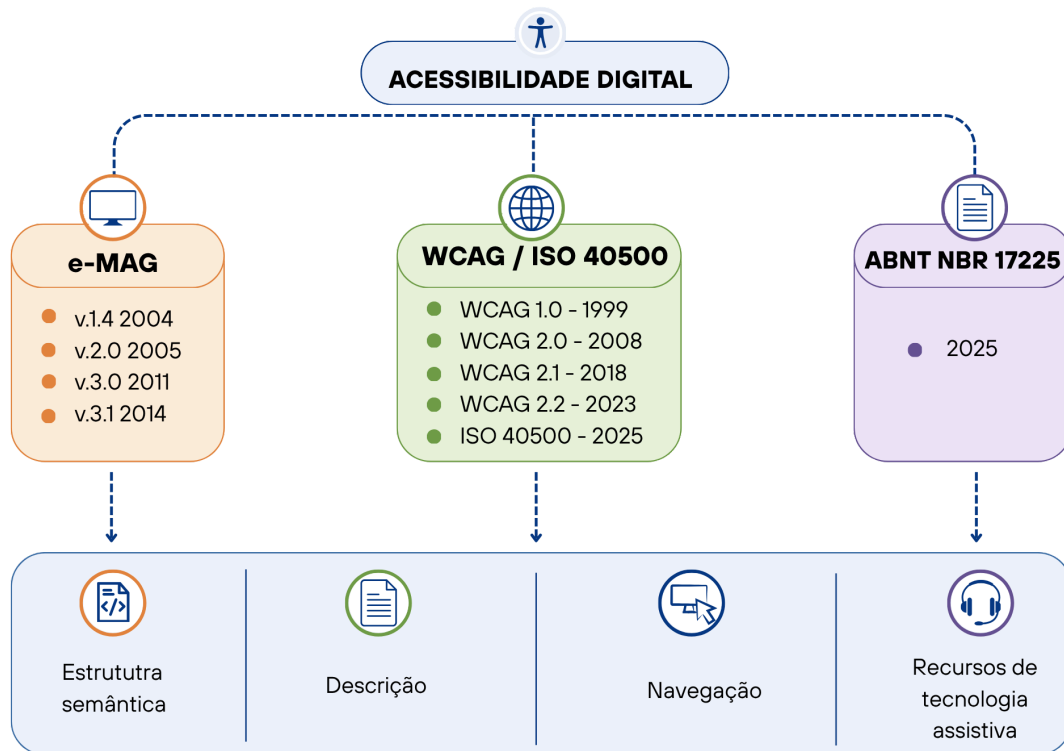 ACESSIBILIDADE DIGITAL
e-MAG
v.1.4 2004
v.2.0 2005
v.3.0 2011
v.3.1 2014
WCAG / ISO 40500
WCAG 1.0 - 1999
WCAG 2.0 - 2008
WCAG 2.1 - 2018
WCAG 2.2 - 2023
ISO 40500 - 2025
ABNT NBR 17225
2025
</>
Estrututra
semântica
Descrição
Navegação
Recursos de
tecnologia
assistiva